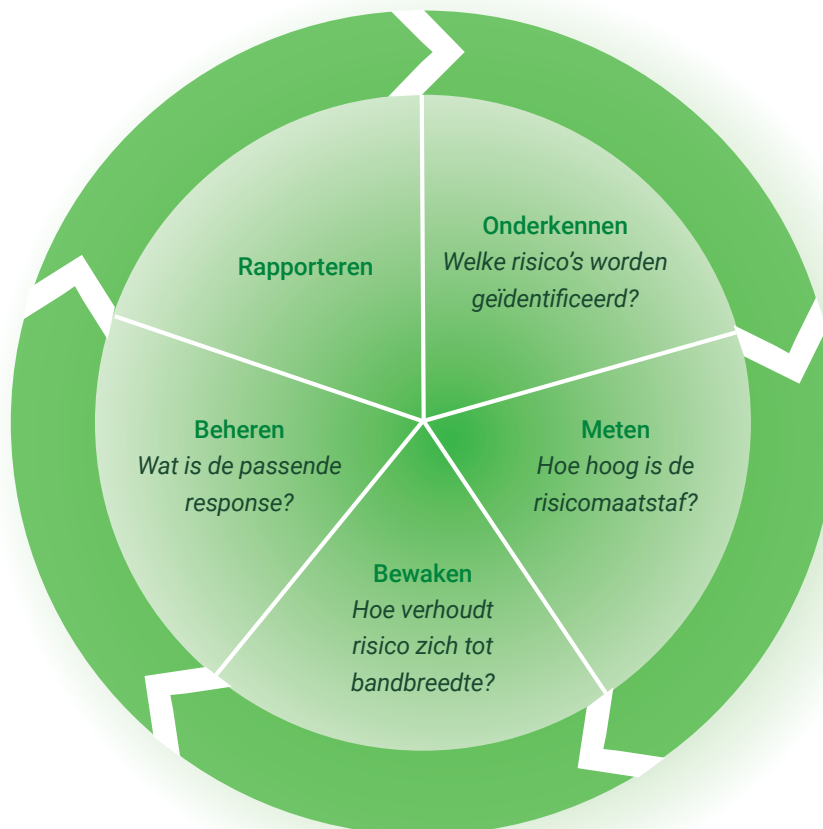 Onderkennen
Welke risico's worden
geïdentificeerd?
Meten
Hoe hoog is de
risicomaatstaf?
Bewaken
Hoe verhoudt
risico zich tot
bandbreedte?
Beheren
Wat is de passende
response?
Rapporteren